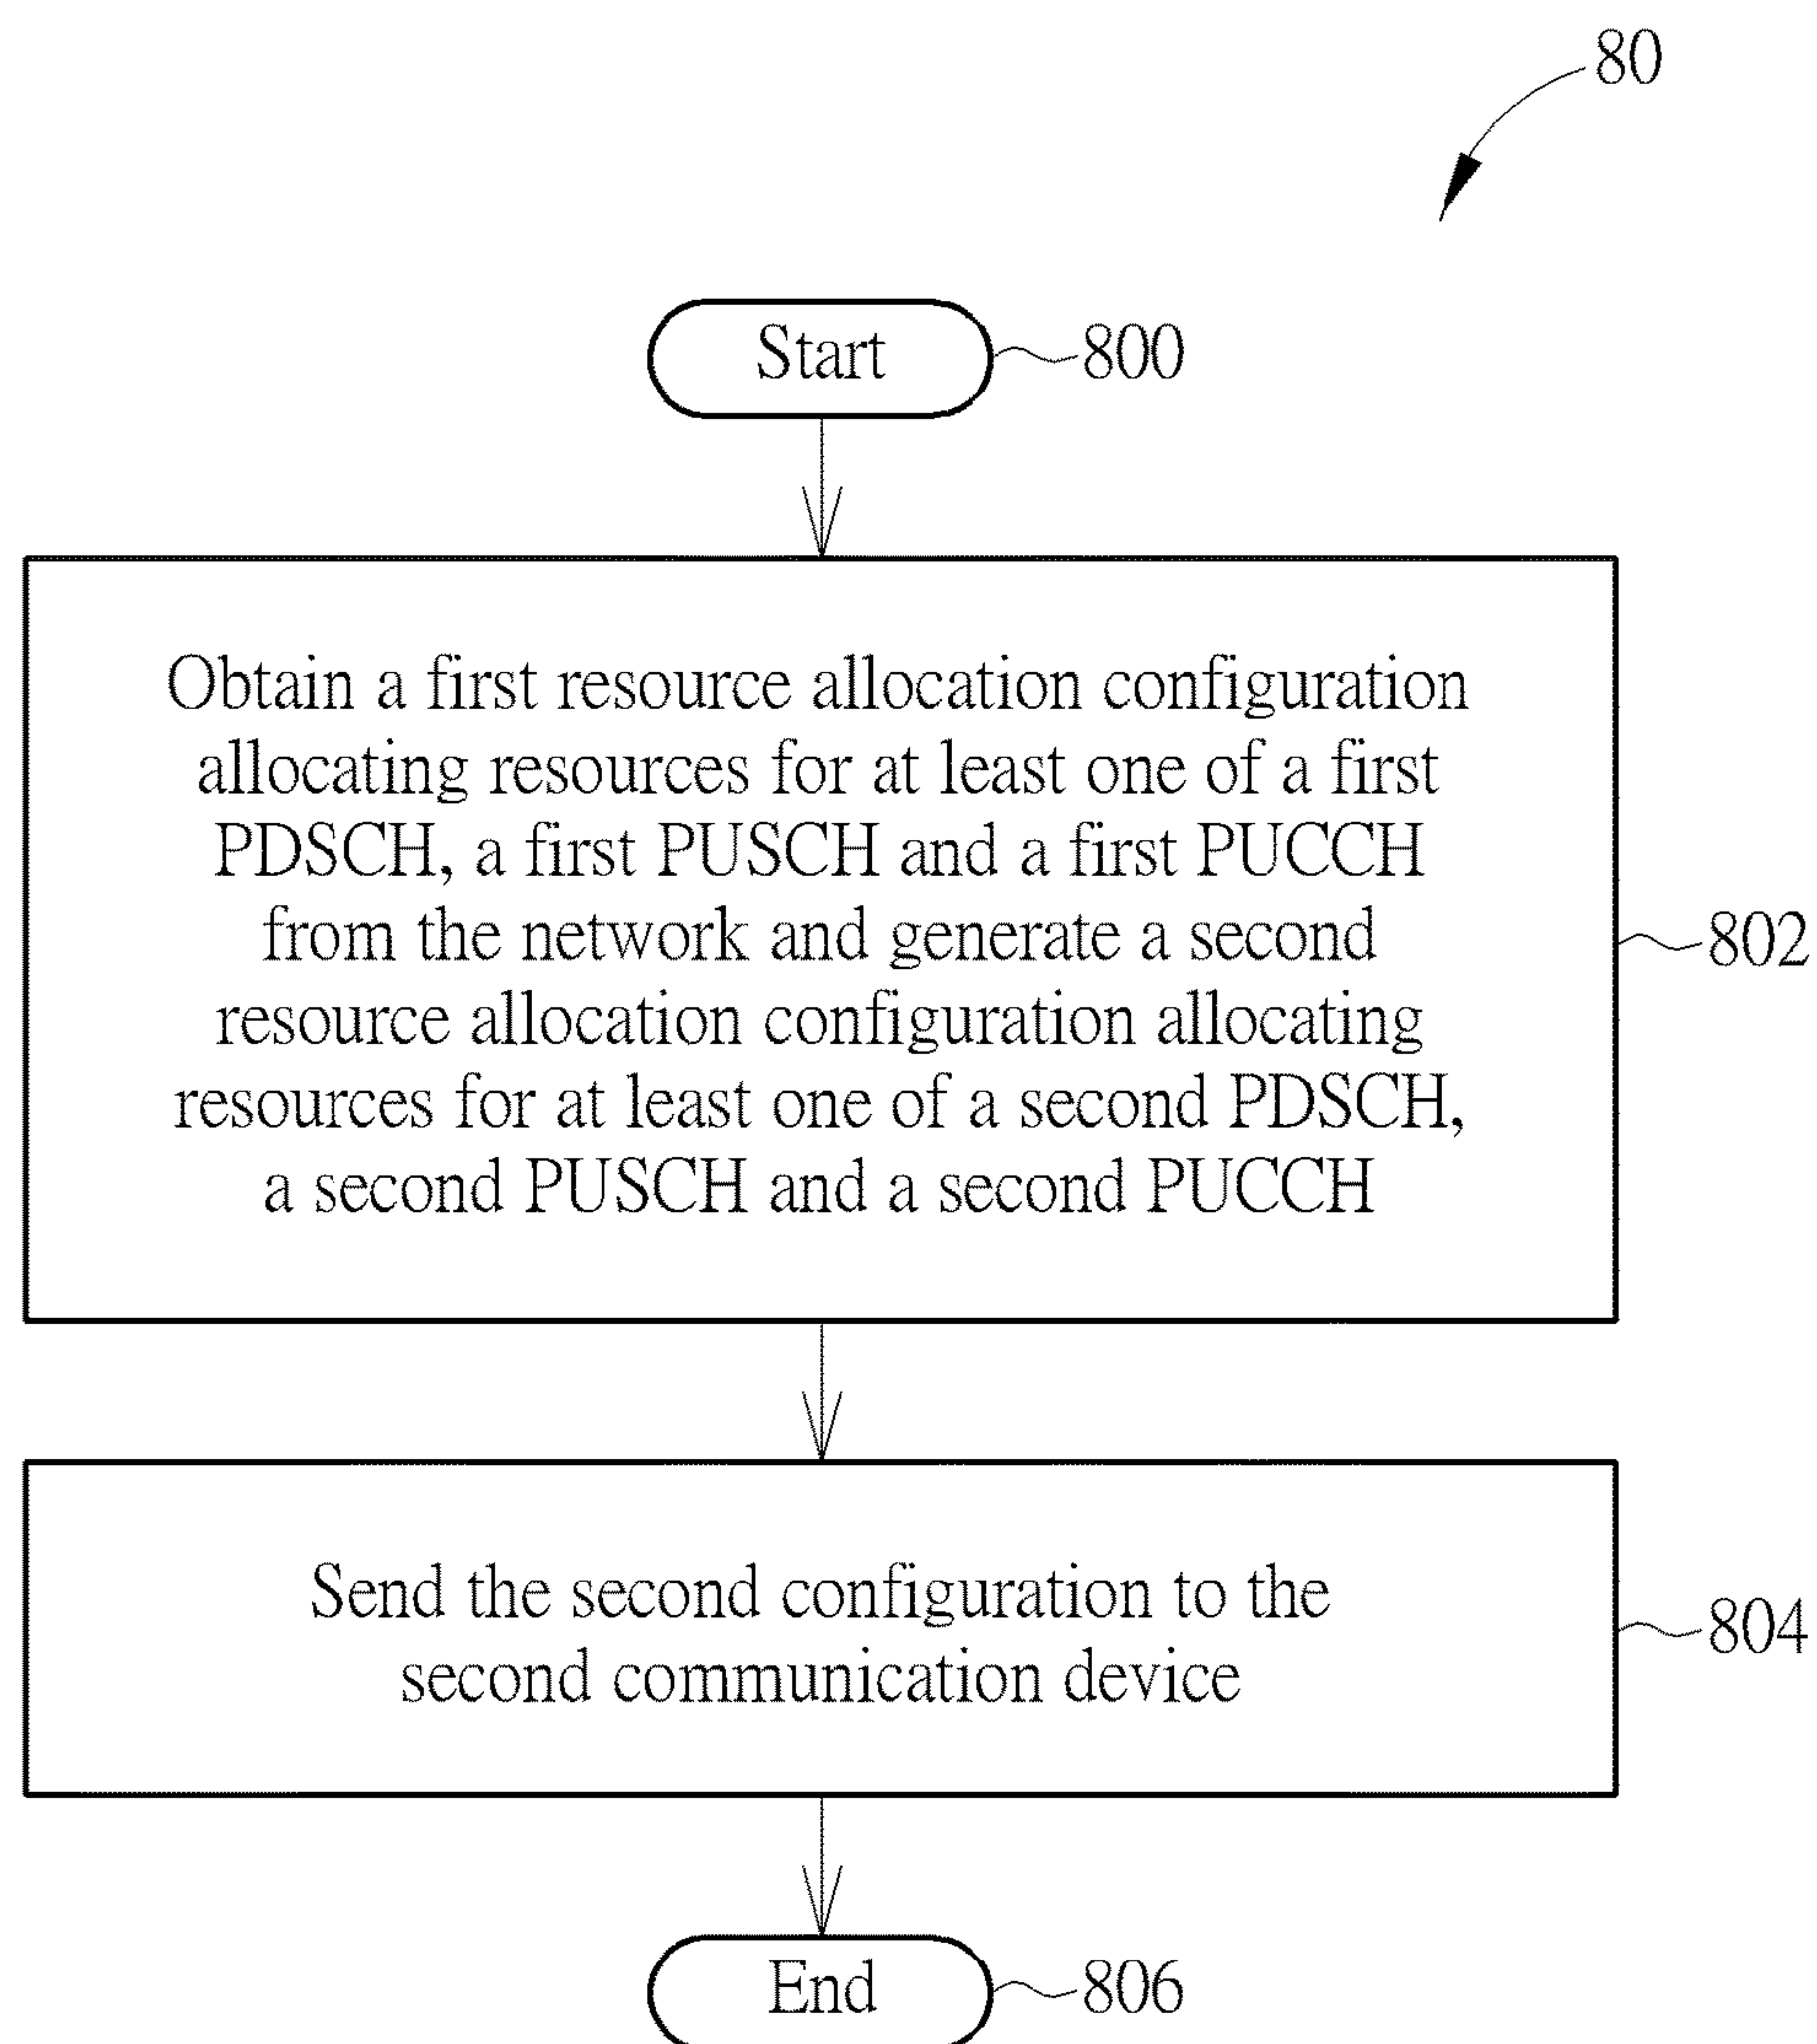 80
Start
800
Obtain a first resource allocation configuration
allocating resources for at least one of a first
PDSCH, a first PUSCH and a first PUCCH
from the network and generate a second
resource allocation configuration allocating
resources for at least one of a second PDSCH,
a second PUSCH and a second PUCCH
802
Send the second configuration to the
second communication device
804
End
806